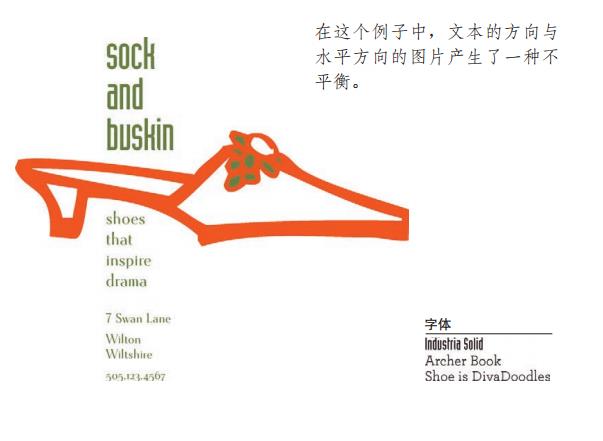 sock
and
buskin
shoes
that
inspire
drama
7 Swan Lane
Wilton
Wiltshire
505.123.4567
在这个例子中，文本的方向与
水平方向的图片产生了一种不
平衡。
字体
Industria Solid
Archer Book
Shoe is DivaDoodles